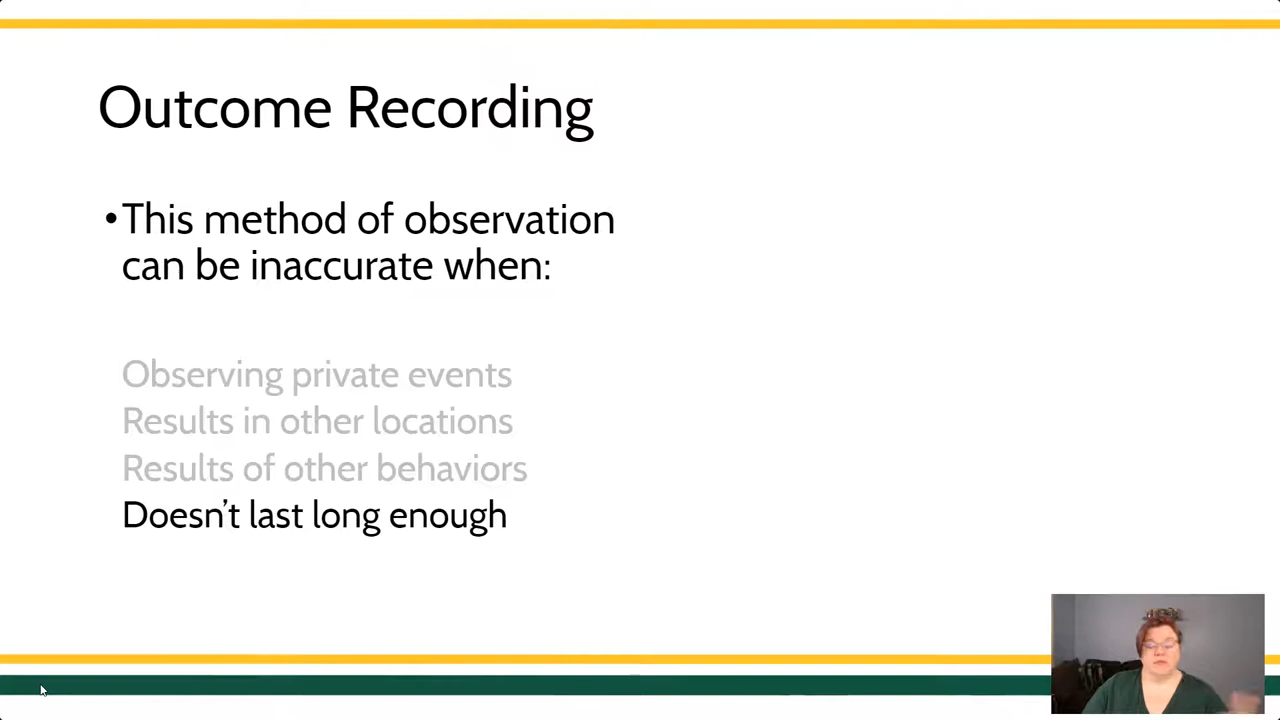 Outcome Recording
•This method of observation
can be inaccurate when:
Observing private events
Results in other locations
Results of other behaviors
Doesn’t last long enough